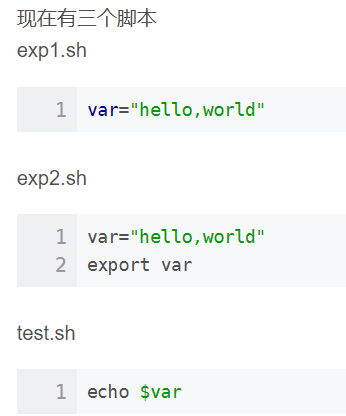 现在有三个脚本
exp1.sh
1 var="hello,world"
exp2.sh
1 var="hello,world"
2 export var
test.sh
1 echo $var